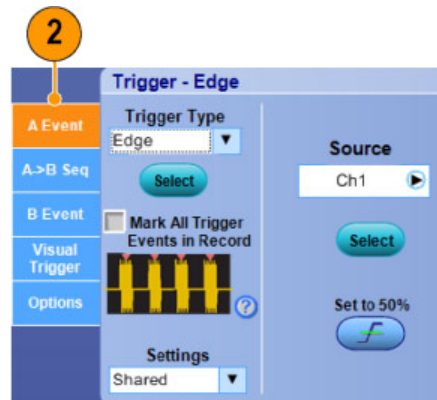 2
Trigger - Edge
A Event
A->B Seq
B Event
Visual
Trigger
Options
Trigger Type
Edge
Select
Mark All Trigger
Events in Record
?
Settings
Shared
Source
Ch1
Select
Set to 50%